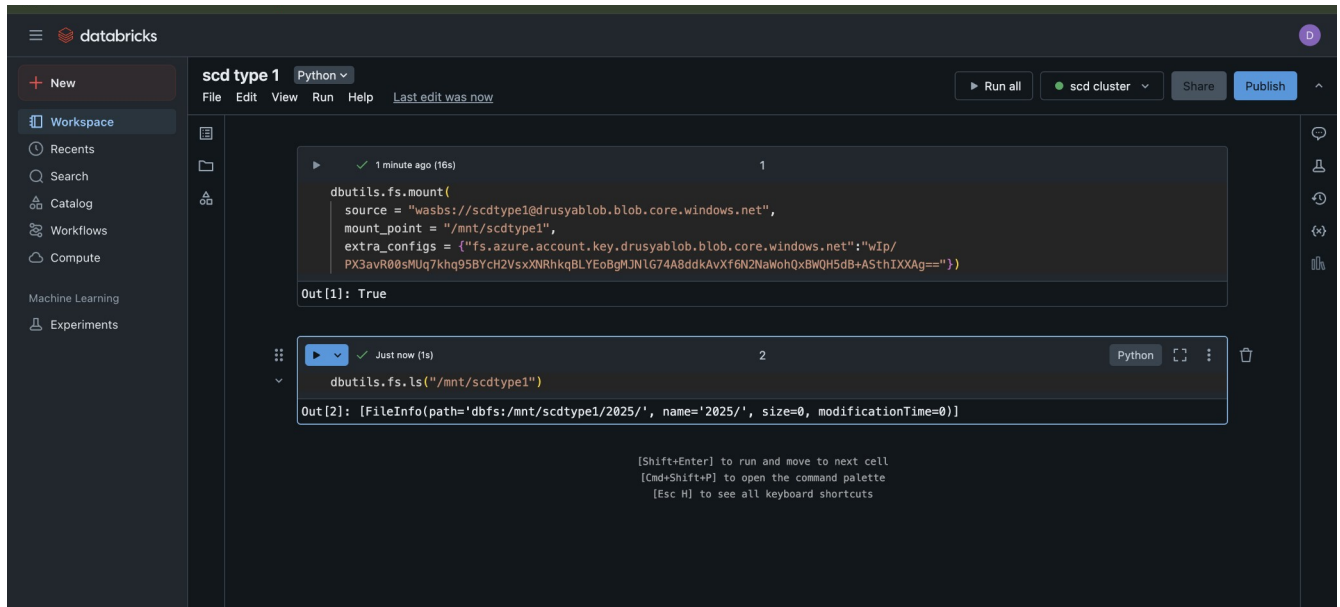 databricks
D
New
Workspace
Recents
Search
Catalog
Workflows
Compute
Machine Learning
Experiments
scd type 1 Python
File Edit View Run Help Last edit was now
Run all scd cluster Share Publish
1 minute ago (16s) 1
dbutils.fs.mount(
source = "wasbs://scdtype1@drusyablob.blob.core.windows.net",
mount_point = "/mnt/scdtype1",
extra_configs = {"fs.azure.account.key.drusyablob.blob.core.windows.net":"wIp/
PX3avR00sMUq7khq95BYcH2VsxXNRhkqBLYEoBgMJNlG74A8ddkAvXf6N2NaWohQxBWQH5dB+ASthIXXAg=="})
Out[1]: True
Just now (1s) 2 Python
dbutils.fs.ls("/mnt/scdtype1")
Out[2]: [FileInfo(path='dbfs:/mnt/scdtype1/2025/', name='2025/', size=0, modificationTime=0)]
[Shift+Enter] to run and move to next cell
[Cmd+Shift+P] to open the command palette
[Esc H] to see all keyboard shortcuts